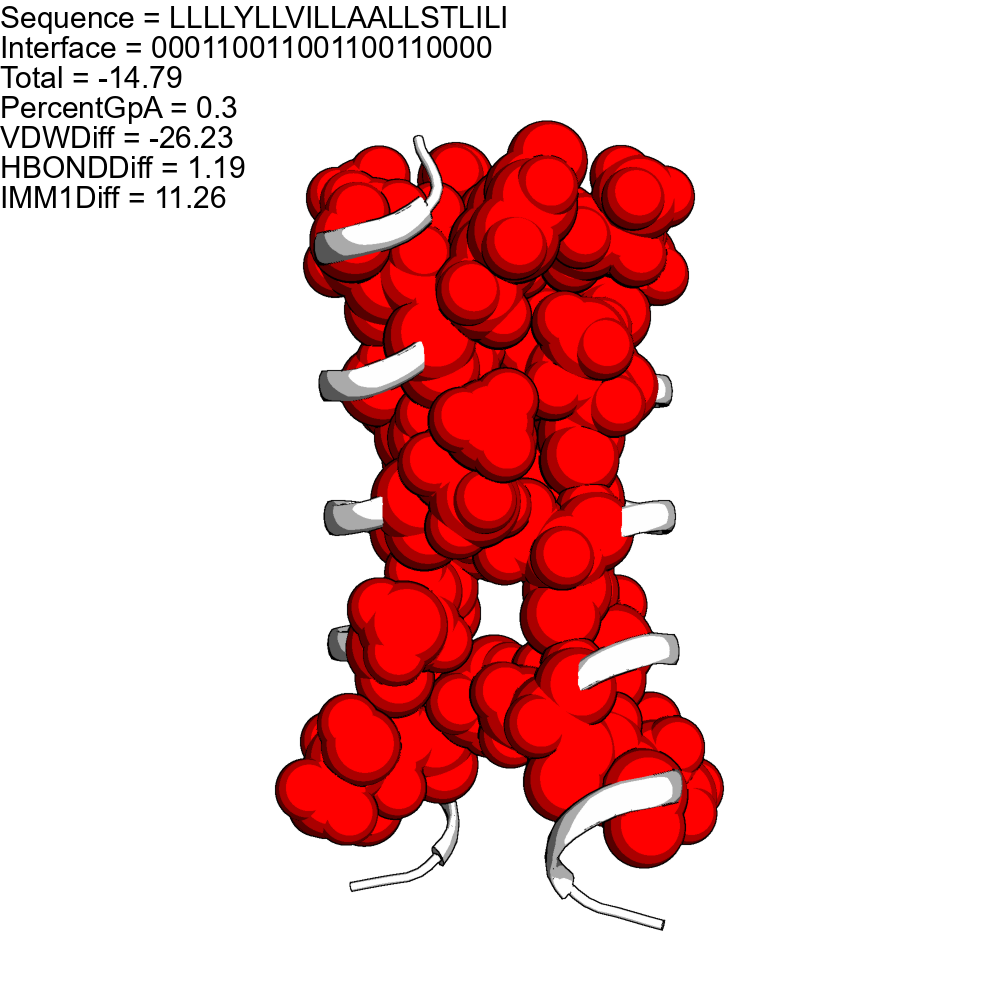 Sequence = LLLLYLLVILLAALLSTLILI
Interface = 000110011001100110000
Total = -14.79
PercentGpA = 0.3
VDWDiff = -26.23
HBONDDiff = 1.19
IMM1Diff = 11.26